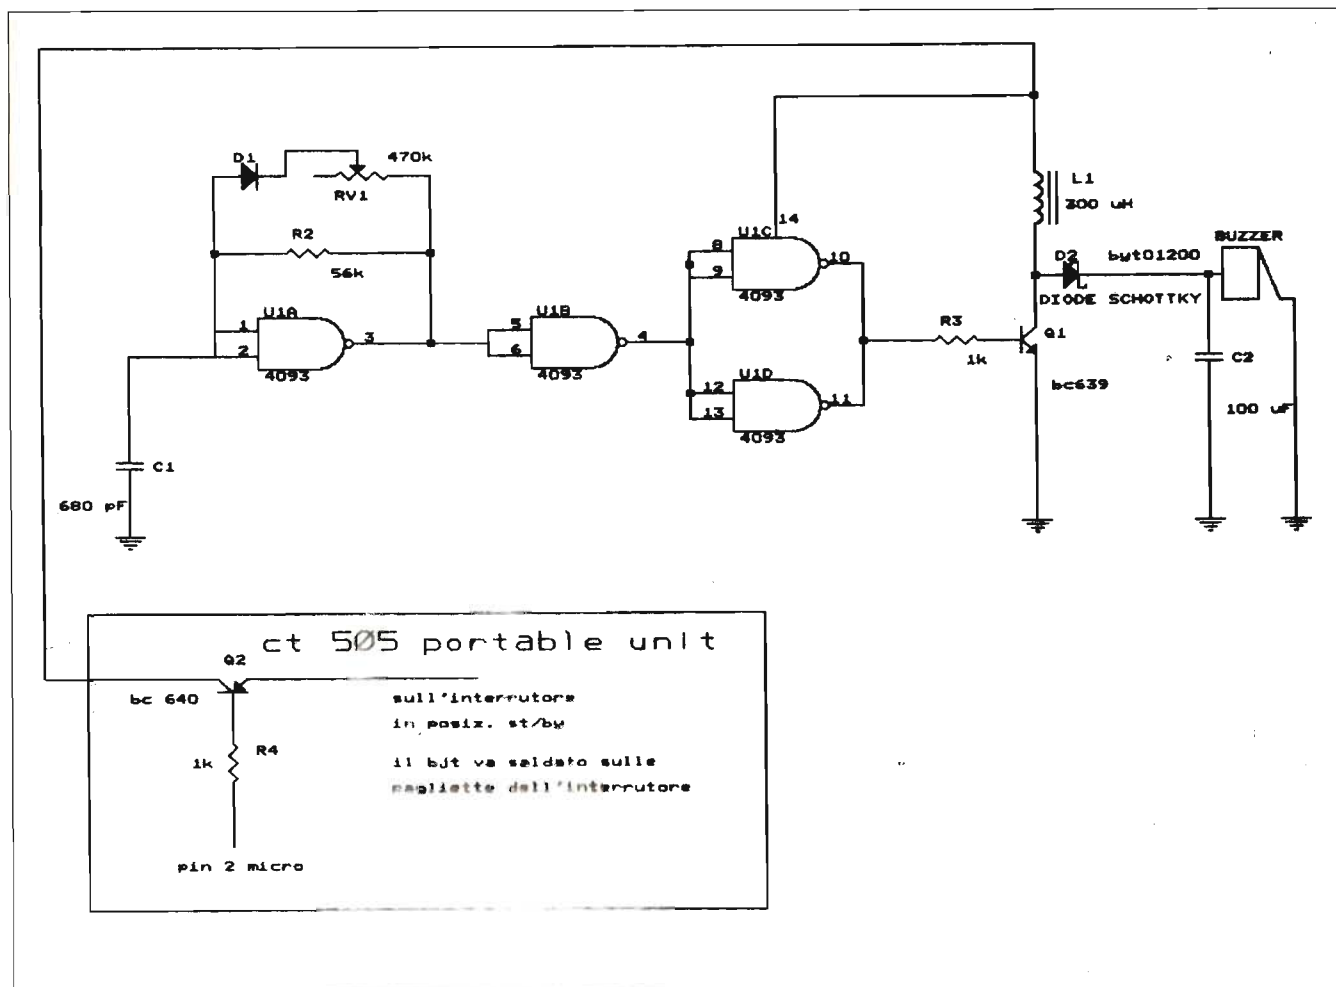 D1
470k
RV1
R2
56k
U1A
1
2
3
4093
C1
680 pF
U1B
5
6
4
4093
U1C
14
8
9
10
4093
U1D
12
13
11
4093
R3
1k
Q1
bc639
L1
300 uH
D2
byt01200
DIODE SCHOTTKY
BUZZER
C2
100 uF
ct 505 portable unit
Q2
bc 640
R4
1k
pin 2 micro
sull'interrutore
in posiz. st/by
il bjt va saldato sulle
pagliette dell'interrutore